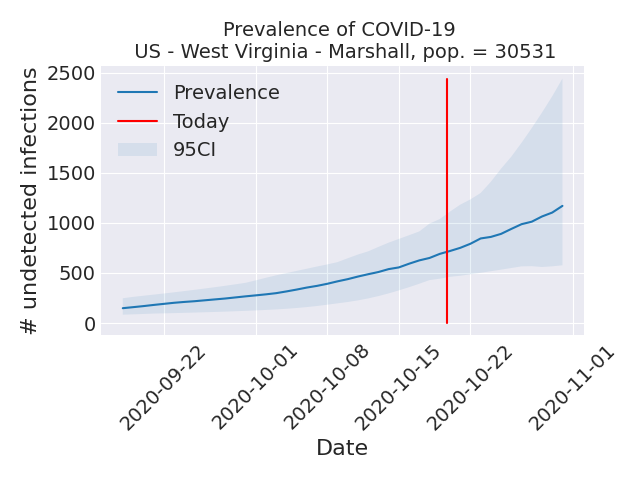 Prevalence of COVID-19
US - West Virginia - Marshall, pop. = 30531
# undetected infections
2500
2000
1500
1000
500
0
Prevalence
Today
95CI
2020-09-22
2020-10-01
2020-10-08
2020-10-15
2020-10-22
2020-11-01
Date